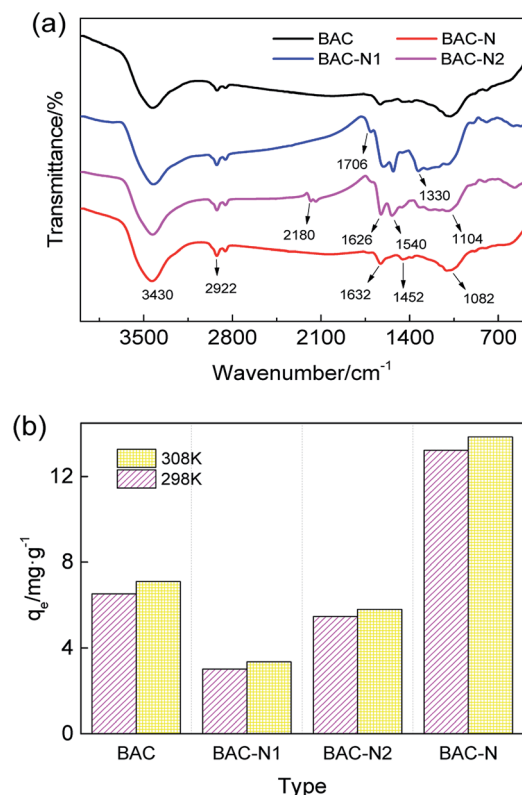 (a)
BAC
BAC-N
BAC-N1
BAC-N2
Transmittance/%
1706
1330
2180
1626
1540
1104
3430
2922
1632
1452
1082
3500
2800
2100
1400
700
Wavenumber/cm⁻¹
(b)
308K
298K
12
8
4
0
qₑ/mg·g⁻¹
BAC
BAC-N1
BAC-N2
BAC-N
Type